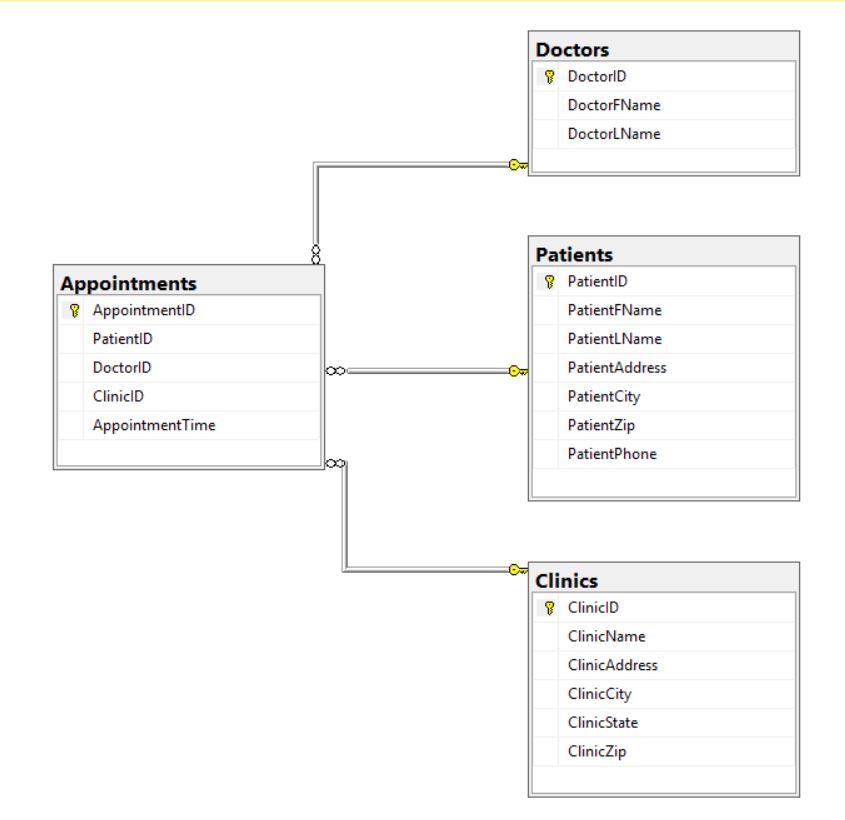 Doctors
DoctorID
DoctorFName
DoctorLName
Appointments
AppointmentID
PatientID
DoctorID
ClinicID
AppointmentTime
Patients
PatientID
PatientFName
PatientLName
PatientAddress
PatientCity
PatientZip
PatientPhone
Clinics
ClinicID
ClinicName
ClinicAddress
ClinicCity
ClinicState
ClinicZip